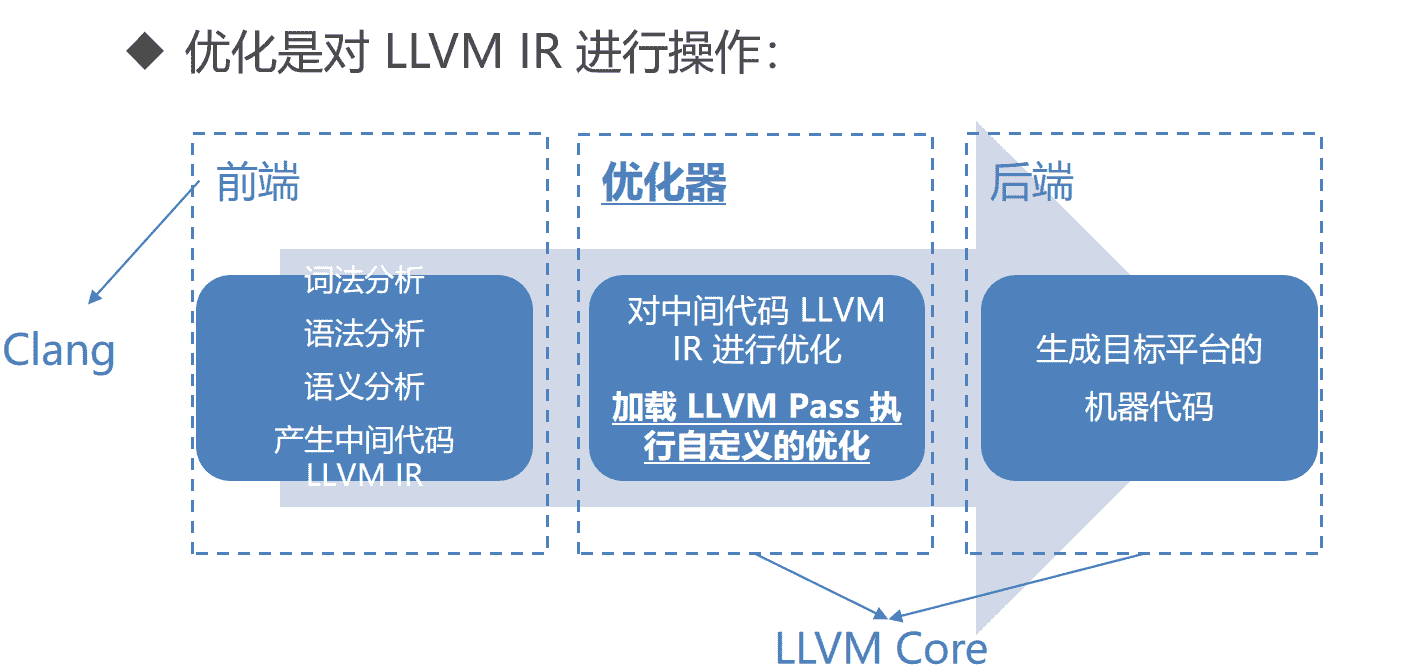 ◆ 优化是对 LLVM IR 进行操作：
前端
优化器
后端
词法分析
语法分析
语义分析
产生中间代码
LLVM IR
对中间代码 LLVM
IR 进行优化
加载 LLVM Pass 执
行自定义的优化
生成目标平台的
机器代码
Clang
LLVM Core